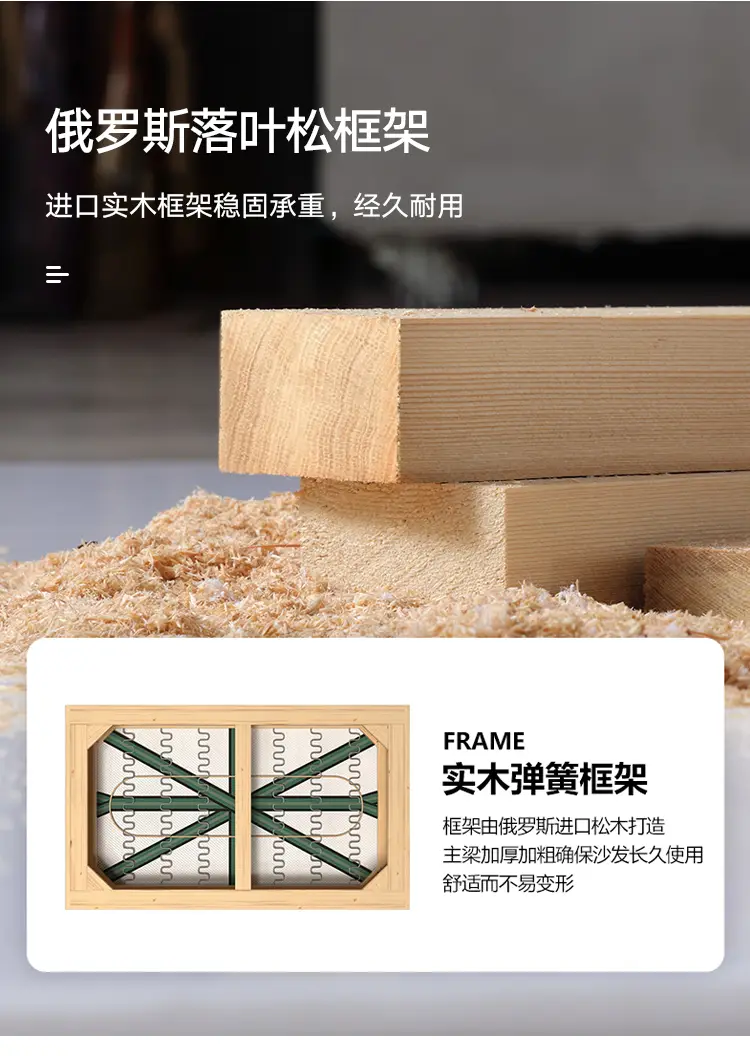 俄罗斯落叶松框架
进口实木框架稳固承重，经久耐用
FRAME
实木弹簧框架
框架由俄罗斯进口松木打造
主梁加厚加粗确保沙发长久使用
舒适而不易变形